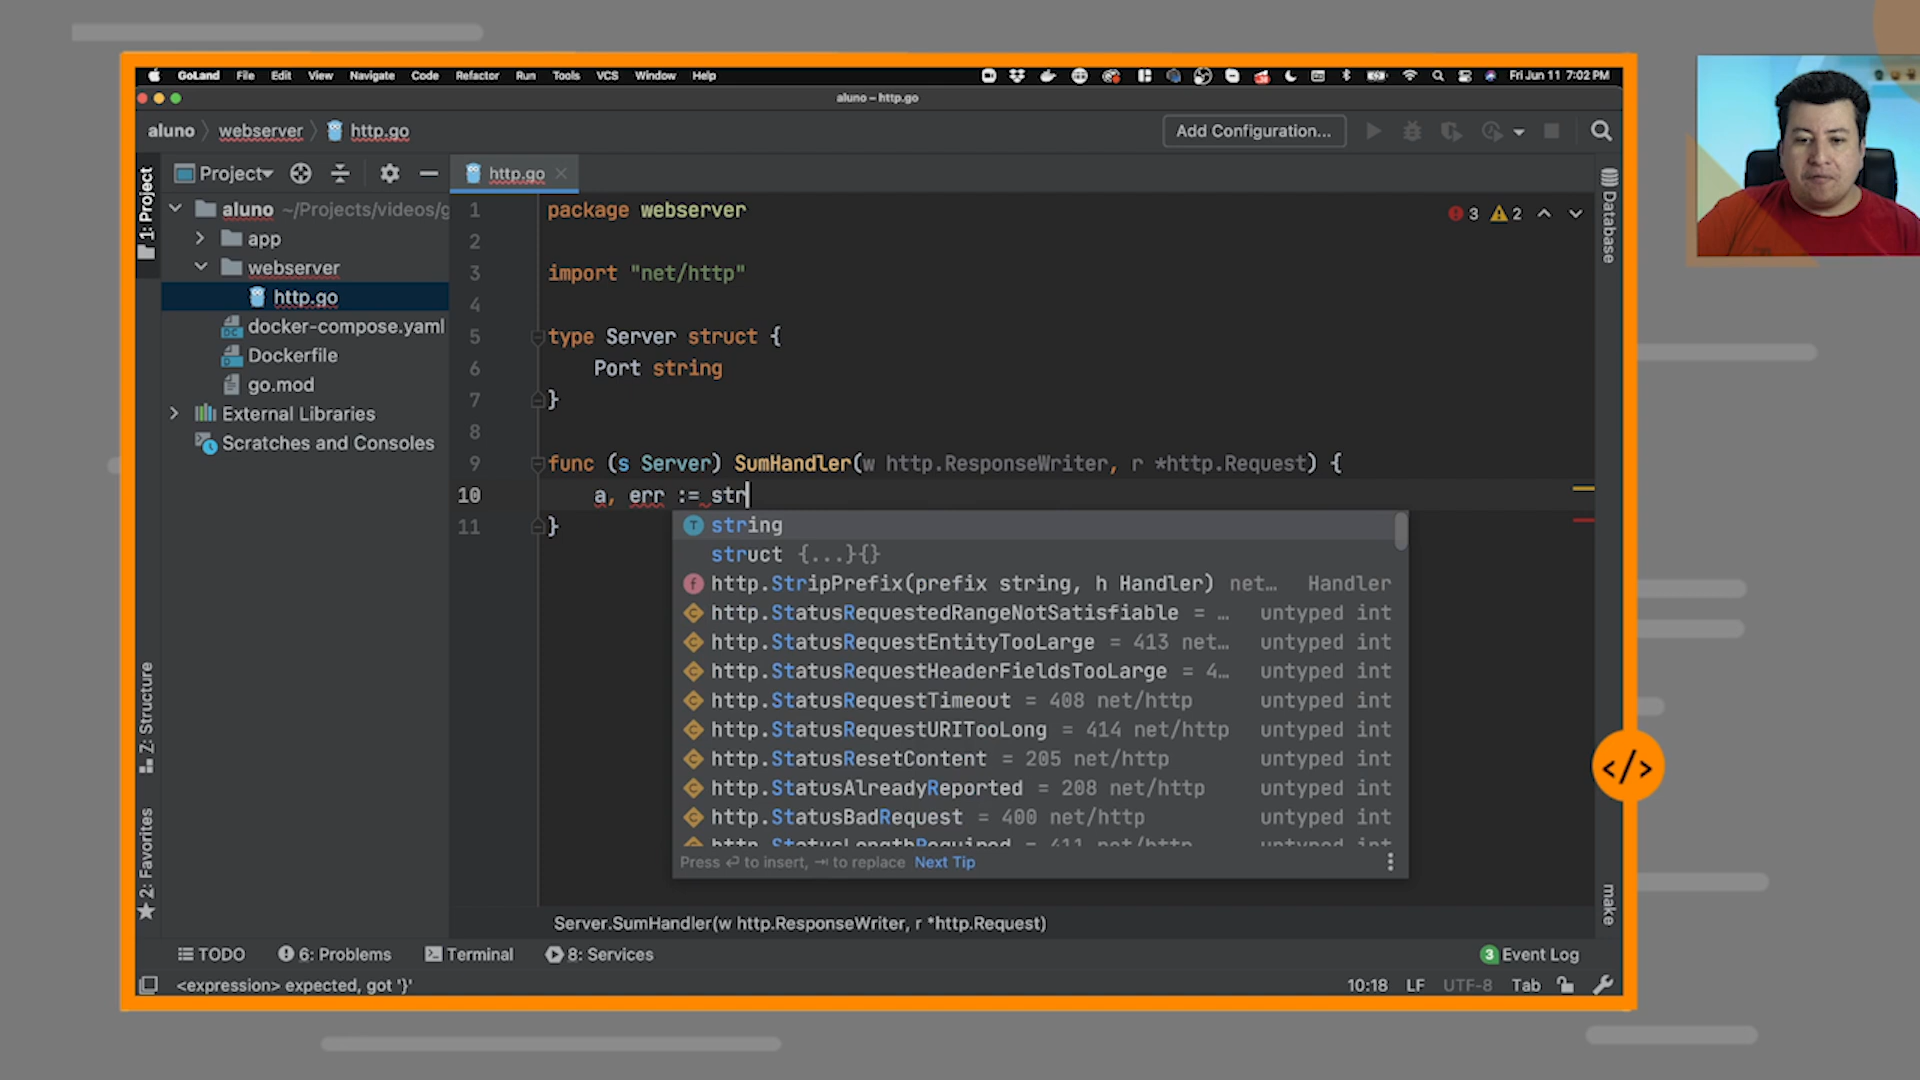 GoLand File Edit View Navigate Code Refactor Run Tools VCS Window Help Fri Jun 11 7:02 PM
aluno – http.go
aluno webserver http.go Add Configuration...
Project http.go
1: Project
aluno ~/Projects/videos/g
app
webserver
http.go
docker-compose.yaml
Dockerfile
go.mod
External Libraries
Scratches and Consoles
Z: Structure
2: Favorites
3 2
1 package webserver
2
3 import "net/http"
4
5 type Server struct {
6 Port string
7 }
8
9 func (s Server) SumHandler(w http.ResponseWriter, r *http.Request) {
10 a, err := str
11 }
string
struct {...}{}
http.StripPrefix(prefix string, h Handler) net… Handler
http.StatusRequestedRangeNotSatisfiable = … untyped int
http.StatusRequestEntityTooLarge = 413 net… untyped int
http.StatusRequestHeaderFieldsTooLarge = 4… untyped int
http.StatusRequestTimeout = 408 net/http untyped int
http.StatusRequestURITooLong = 414 net/http untyped int
http.StatusResetContent = 205 net/http untyped int
http.StatusAlreadyReported = 208 net/http untyped int
http.StatusBadRequest = 400 net/http untyped int
http.StatusLengthRequired = 411 net/http untyped int
Press ↵ to insert, ⇥ to replace Next Tip
Database
make
</>
Server.SumHandler(w http.ResponseWriter, r *http.Request)
TODO 6: Problems Terminal 8: Services 3 Event Log
<expression> expected, got '}' 10:18 LF UTF-8 Tab